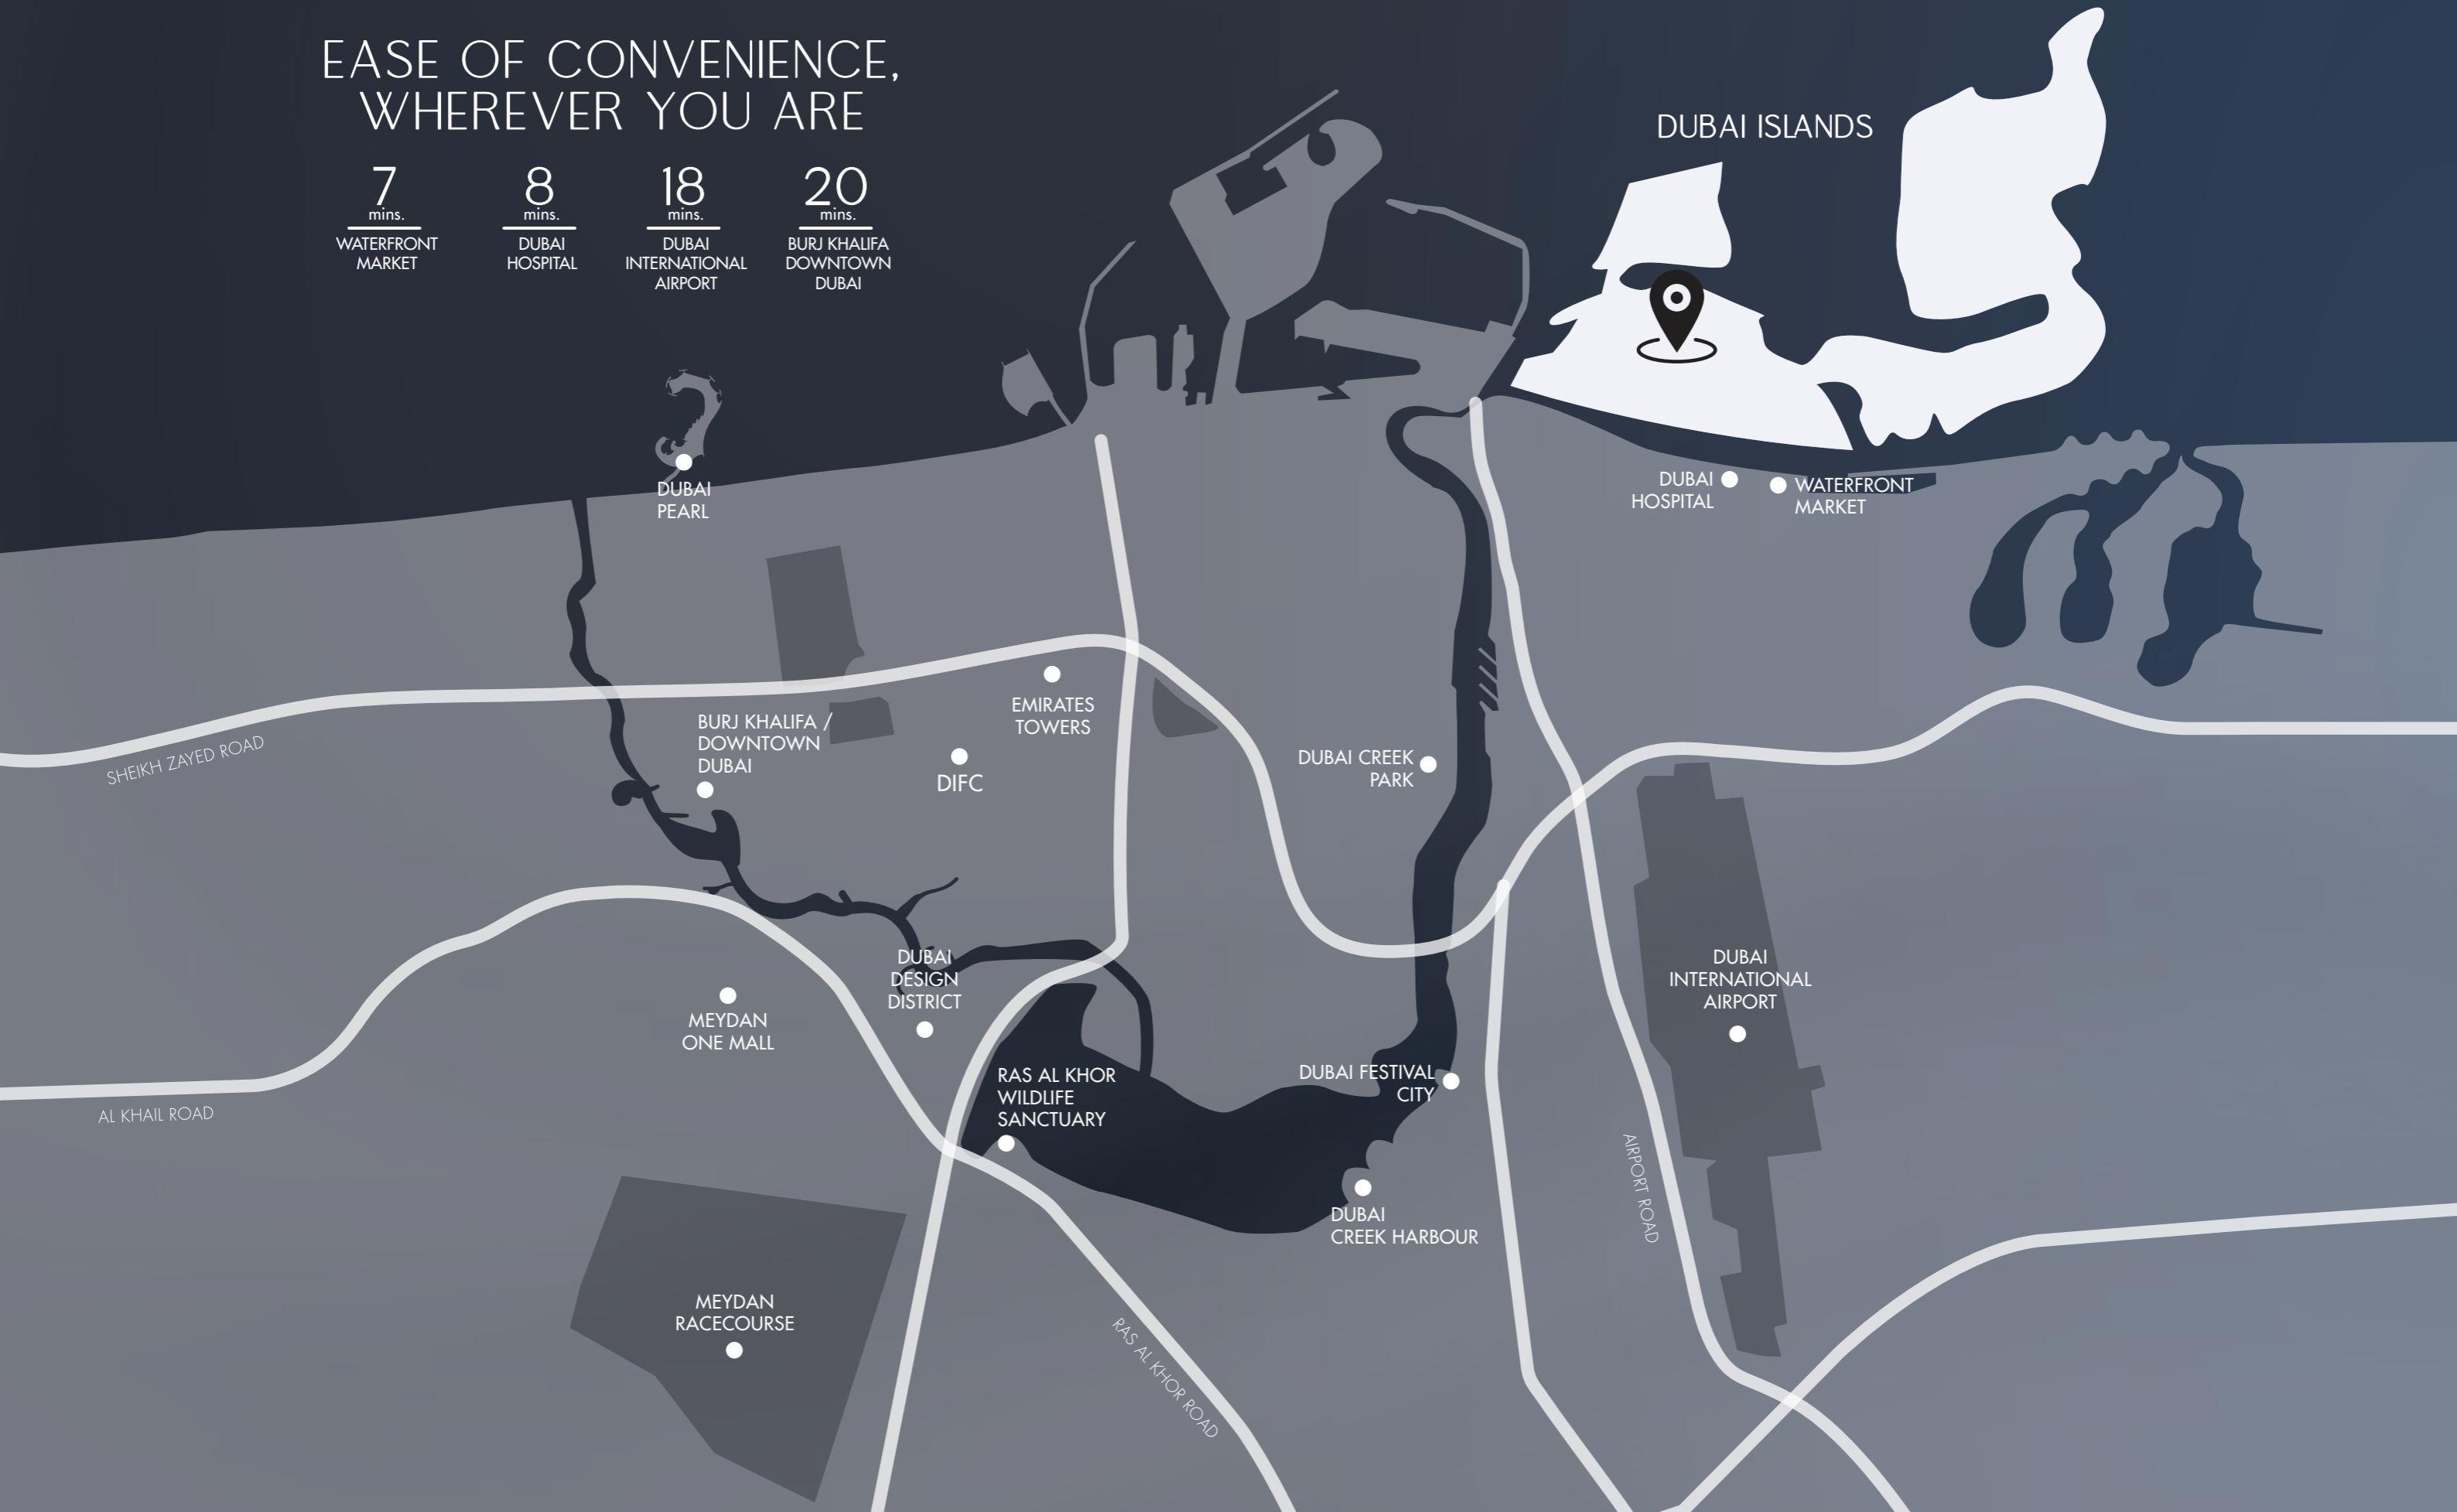 EASE OF CONVENIENCE,
WHEREVER YOU ARE
7
mins.
WATERFRONT
MARKET
8
mins.
DUBAI
HOSPITAL
18
mins.
DUBAI
INTERNATIONAL
AIRPORT
20
mins.
BURJ KHALIFA
DOWNTOWN
DUBAI
DUBAI ISLANDS
DUBAI
PEARL
DUBAI
HOSPITAL
WATERFRONT
MARKET
EMIRATES
TOWERS
BURJ KHALIFA /
DOWNTOWN
DUBAI
DIFC
DUBAI CREEK
PARK
SHEIKH ZAYED ROAD
DUBAI
DESIGN
DISTRICT
DUBAI
INTERNATIONAL
AIRPORT
MEYDAN
ONE MALL
RAS AL KHOR
WILDLIFE
SANCTUARY
DUBAI FESTIVAL
CITY
AL KHAIL ROAD
AIRPORT ROAD
DUBAI
CREEK HARBOUR
MEYDAN
RACECOURSE
RAS AL KHOR ROAD